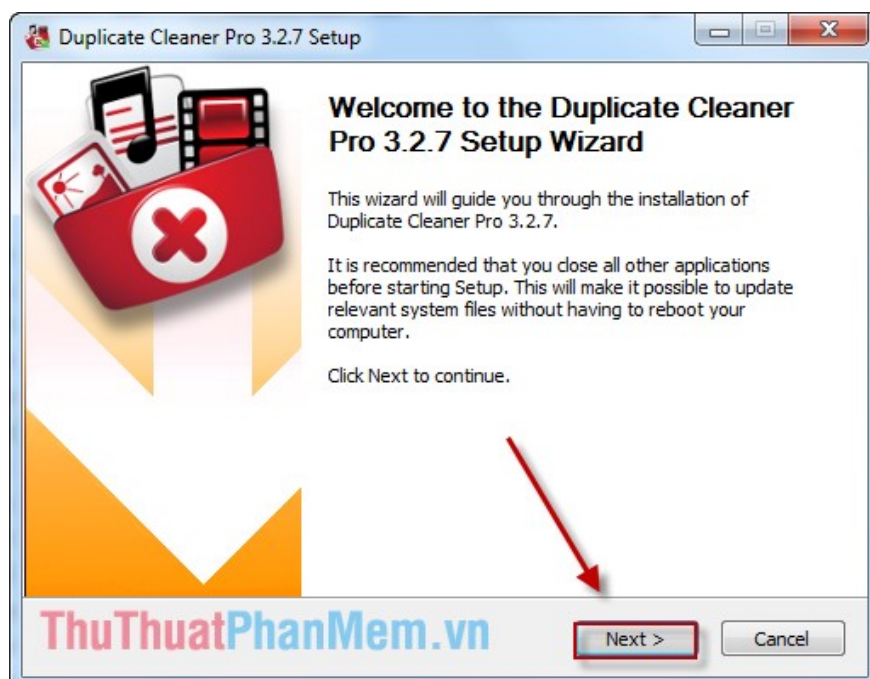 Duplicate Cleaner Pro 3.2.7 Setup
Welcome to the Duplicate Cleaner
Pro 3.2.7 Setup Wizard
This wizard will guide you through the installation of
Duplicate Cleaner Pro 3.2.7.
It is recommended that you close all other applications
before starting Setup. This will make it possible to update
relevant system files without having to reboot your
computer.
Click Next to continue.
ThuThuatPhanMem.vn
Next >
Cancel